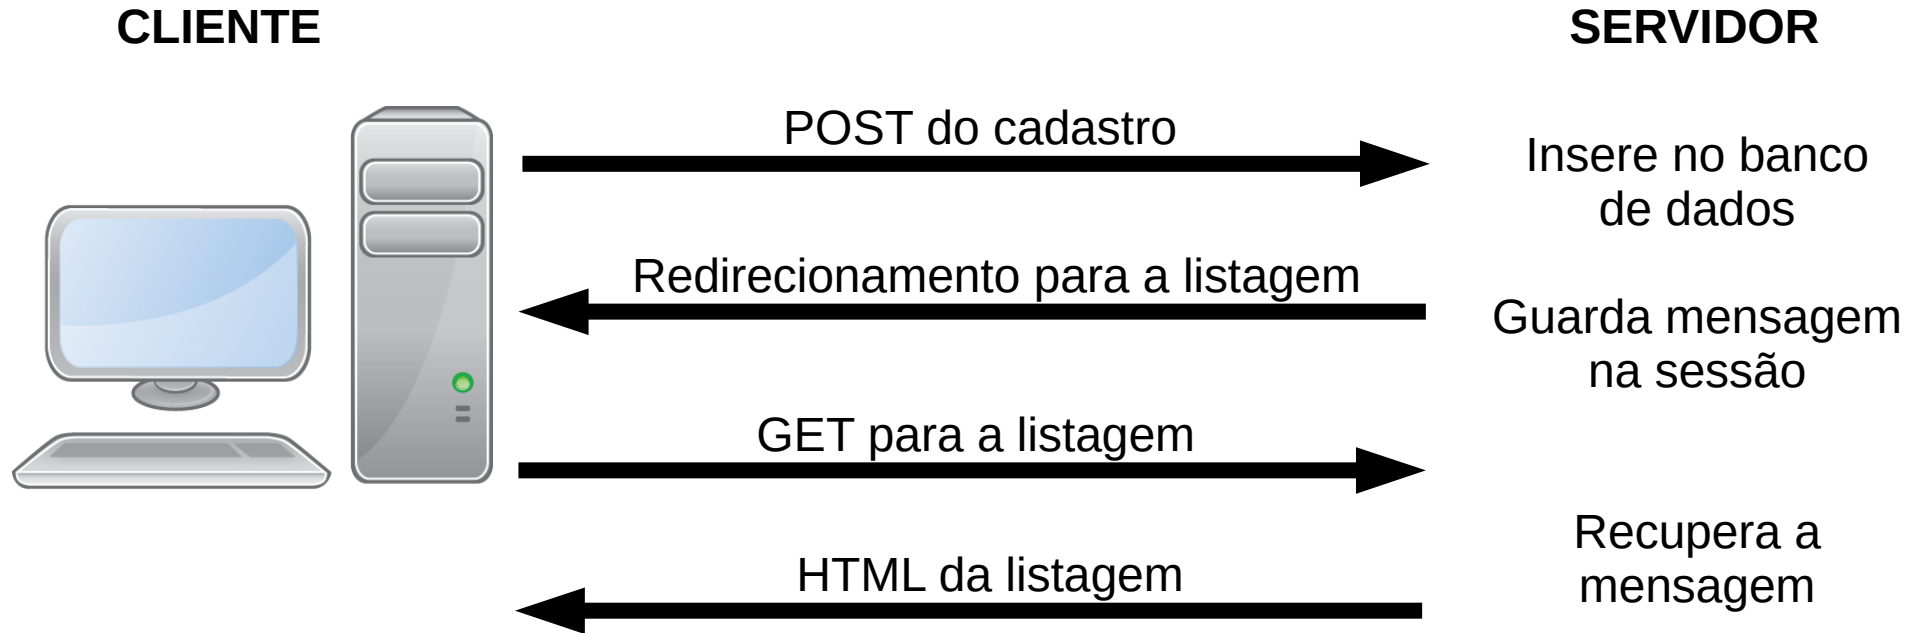 CLIENTE
SERVIDOR
POST do cadastro
Insere no banco
de dados
Redirecionamento para a listagem
Guarda mensagem
na sessão
GET para a listagem
Recupera a
mensagem
HTML da listagem